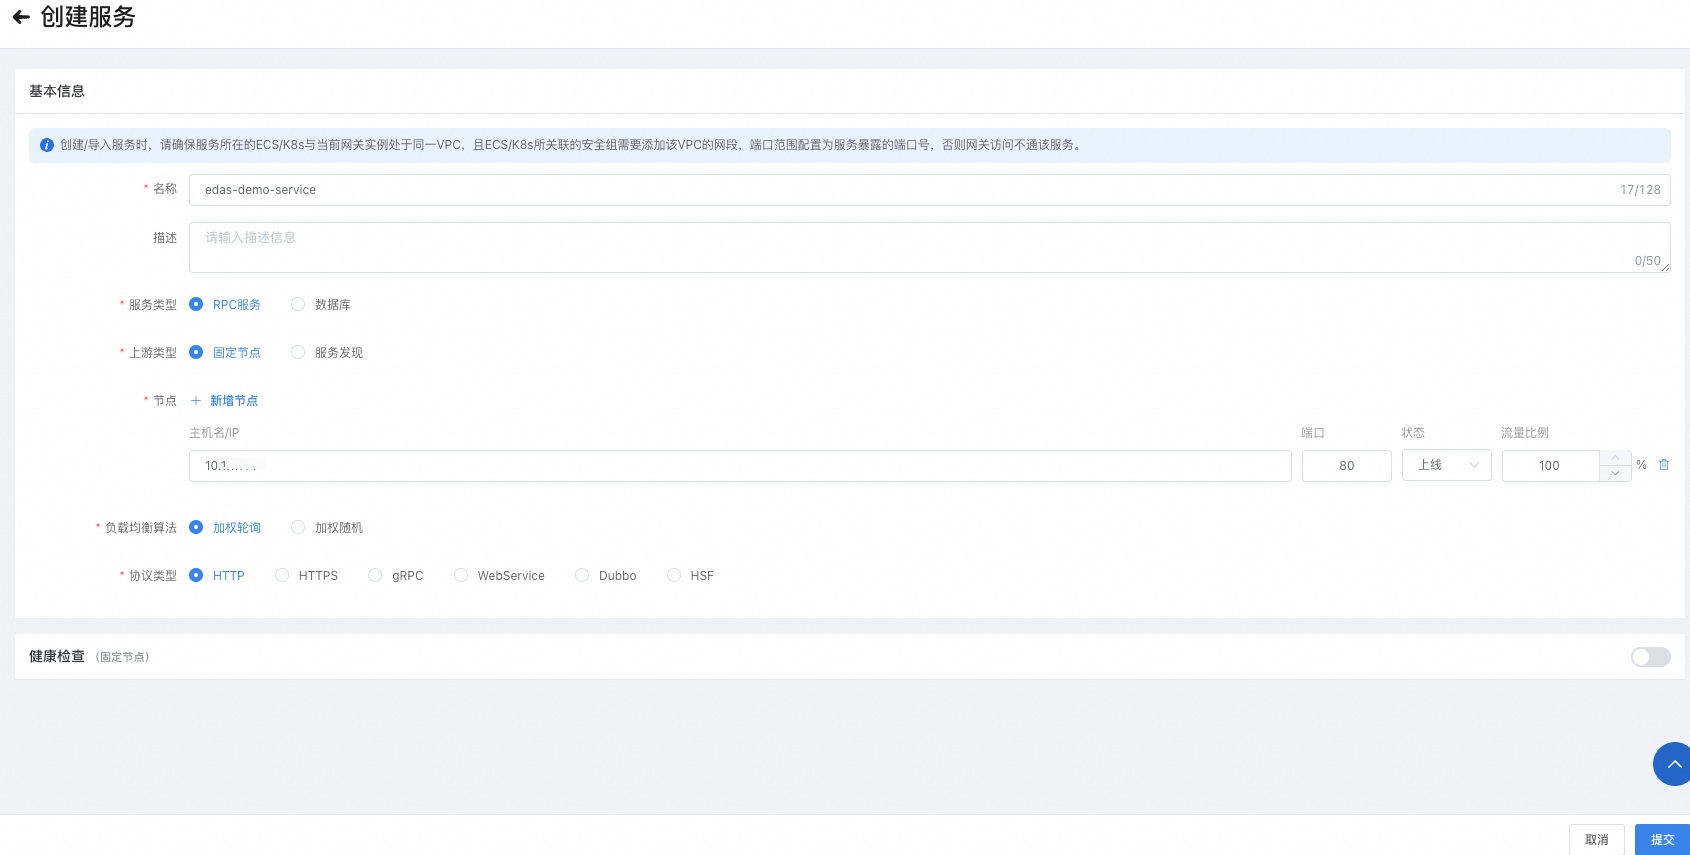 创建服务
基本信息
创建/导入服务时，请确保服务所在的ECS/K8s与当前网关实例处于同一VPC，且ECS/K8s所关联的安全组需要添加该VPC的网段，端口范围配置为服务暴露的端口号，否则网关访问不通该服务。
* 名称 edas-demo-service 17/128
描述 请输入描述信息
0/50
* 服务类型 RPC服务 数据库
* 上游类型 固定节点 服务发现
* 节点 + 新增节点
主机名/IP 端口 状态 流量比例
80 上线 100 %
* 负载均衡算法 加权轮询 加权随机
* 协议类型 HTTP HTTPS gRPC WebService Dubbo HSF
健康检查 （固定节点）
取消 提交